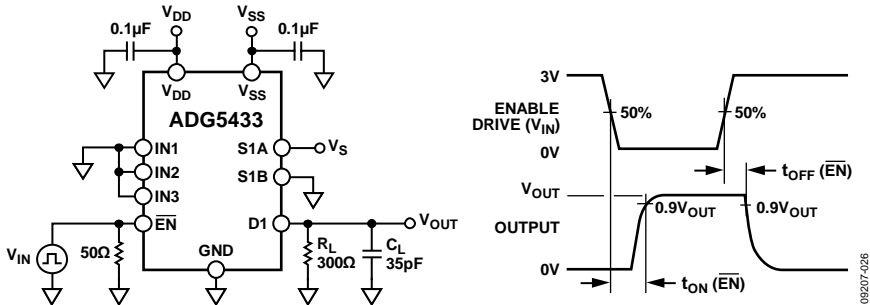 VDD VSS
0.1µF 0.1µF
VDD VSS
ADG5433
IN1
IN2
IN3
EN
S1A VS
S1B
D1 VOUT
GND
VIN
50Ω
RL
300Ω
CL
35pF
3V
ENABLE
DRIVE (VIN)
0V
50% 50%
tOFF (EN)
VOUT
OUTPUT
0.9VOUT 0.9VOUT
0V
tON (EN)
09207-026